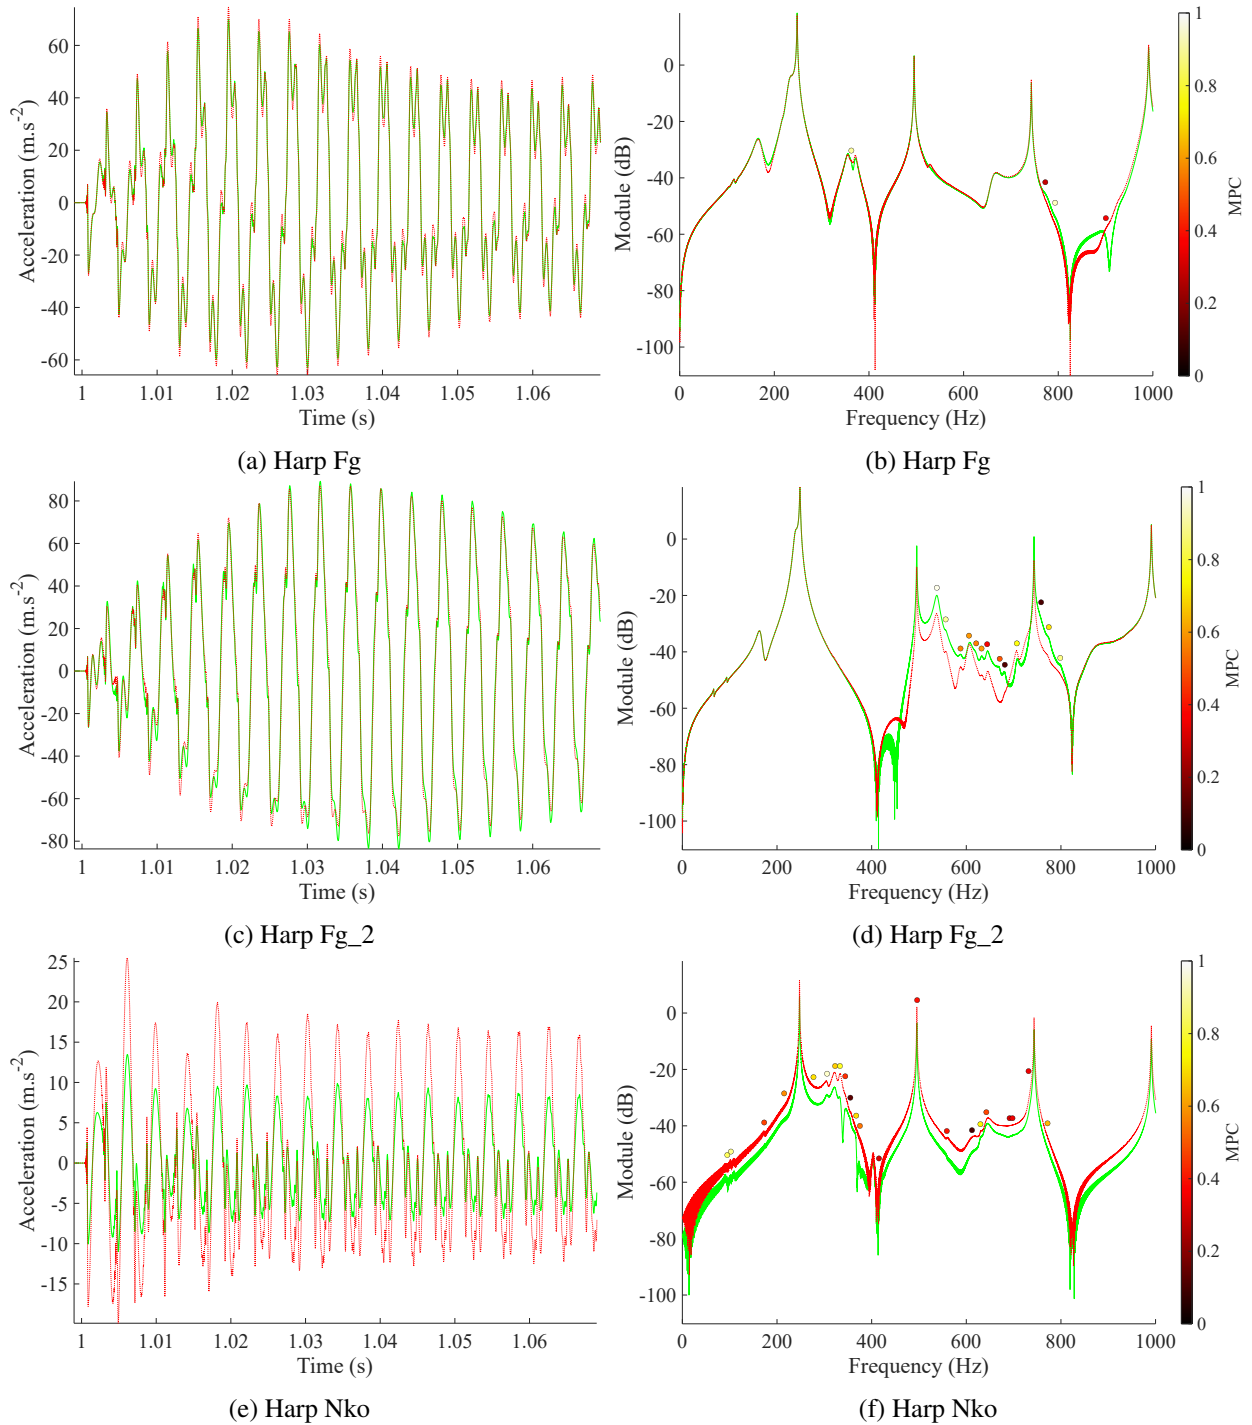 60
40
20
0
-20
-40
-60
Acceleration (m.s⁻²)
1 1.01 1.02 1.03 1.04 1.05 1.06
Time (s)
(a) Harp Fg
0
-20
-40
-60
-80
-100
Module (dB)
0 200 400 600 800 1000
Frequency (Hz)
1
0.8
0.6
0.4
0.2
0
MPC
(b) Harp Fg
80
60
40
20
0
-20
-40
-60
-80
Acceleration (m.s⁻²)
1 1.01 1.02 1.03 1.04 1.05 1.06
Time (s)
(c) Harp Fg_2
0
-20
-40
-60
-80
-100
Module (dB)
0 200 400 600 800 1000
Frequency (Hz)
1
0.8
0.6
0.4
0.2
0
MPC
(d) Harp Fg_2
25
20
15
10
5
0
-5
-10
-15
Acceleration (m.s⁻²)
1 1.01 1.02 1.03 1.04 1.05 1.06
Time (s)
(e) Harp Nko
0
-20
-40
-60
-80
-100
Module (dB)
0 200 400 600 800 1000
Frequency (Hz)
1
0.8
0.6
0.4
0.2
0
MPC
(f) Harp Nko